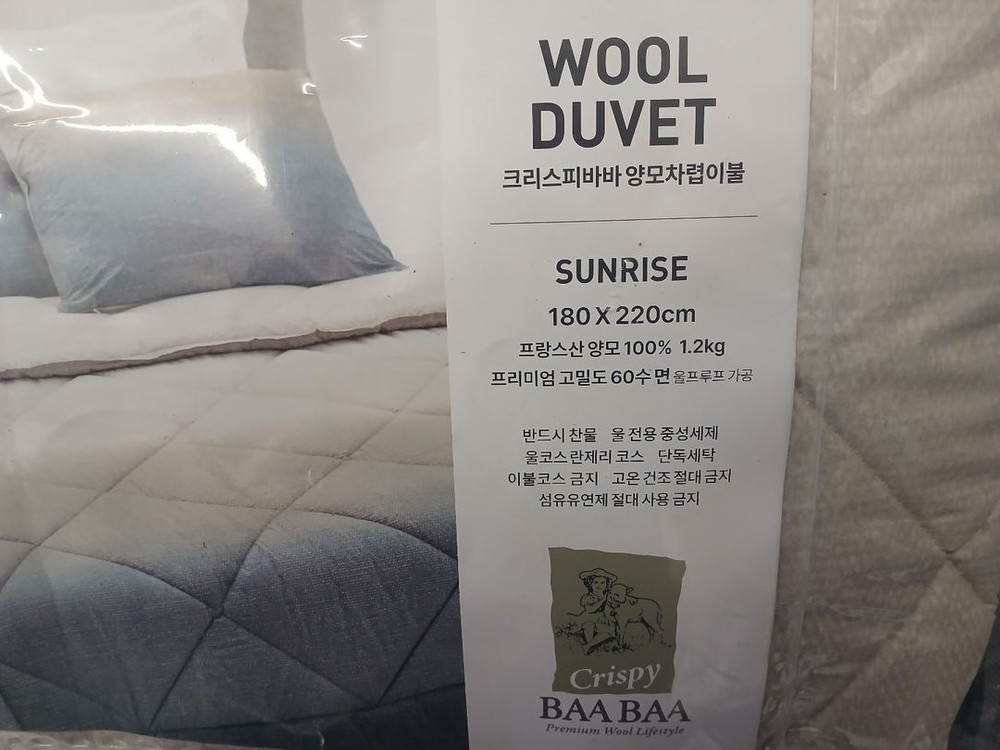 WOOL
DUVET
크리스피바바 양모차렵이불
SUNRISE
180 X 220cm
프랑스산 양모 100% 1.2kg
프리미엄 고밀도 60수 면 울프루프 가공
반드시 찬물 울 전용 중성세제
울코스 란제리 코스 단독세탁
이불코스 금지 고온 건조 절대 금지
섬유유연제 절대 사용 금지
Crispy
BAA BAA
Premium Wool Lifestyle